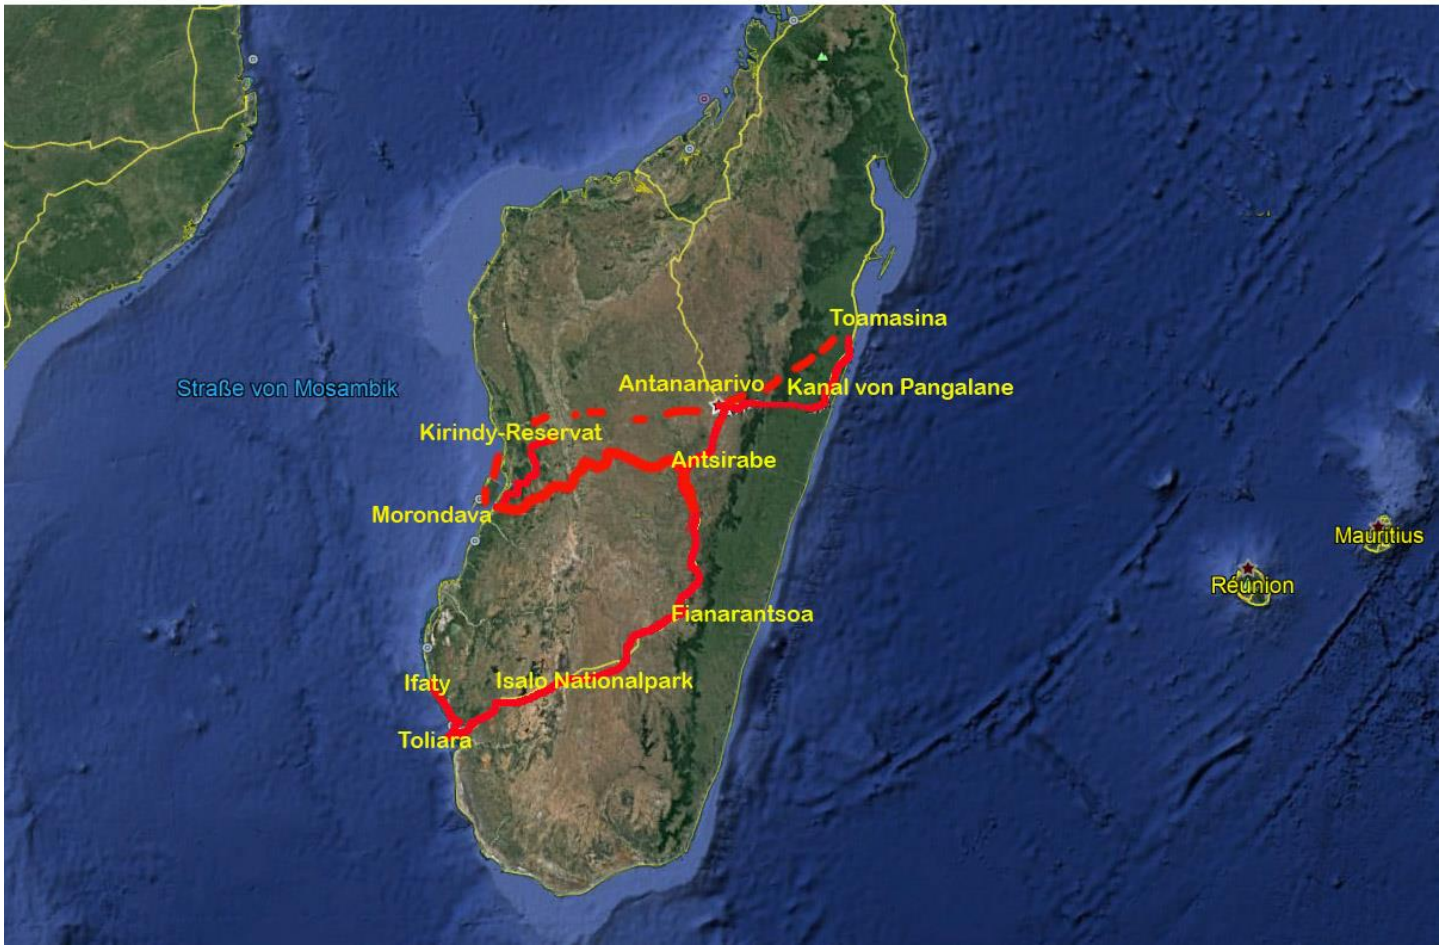 Toamasina
Antananarivo
Kanal von Pangalane
Straße von Mosambik
Kirindy-Reservat
Antsirabe
Morondava
Mauritius
Réunion
Fianarantsoa
Ifaty
Isalo Nationalpark
Toliara